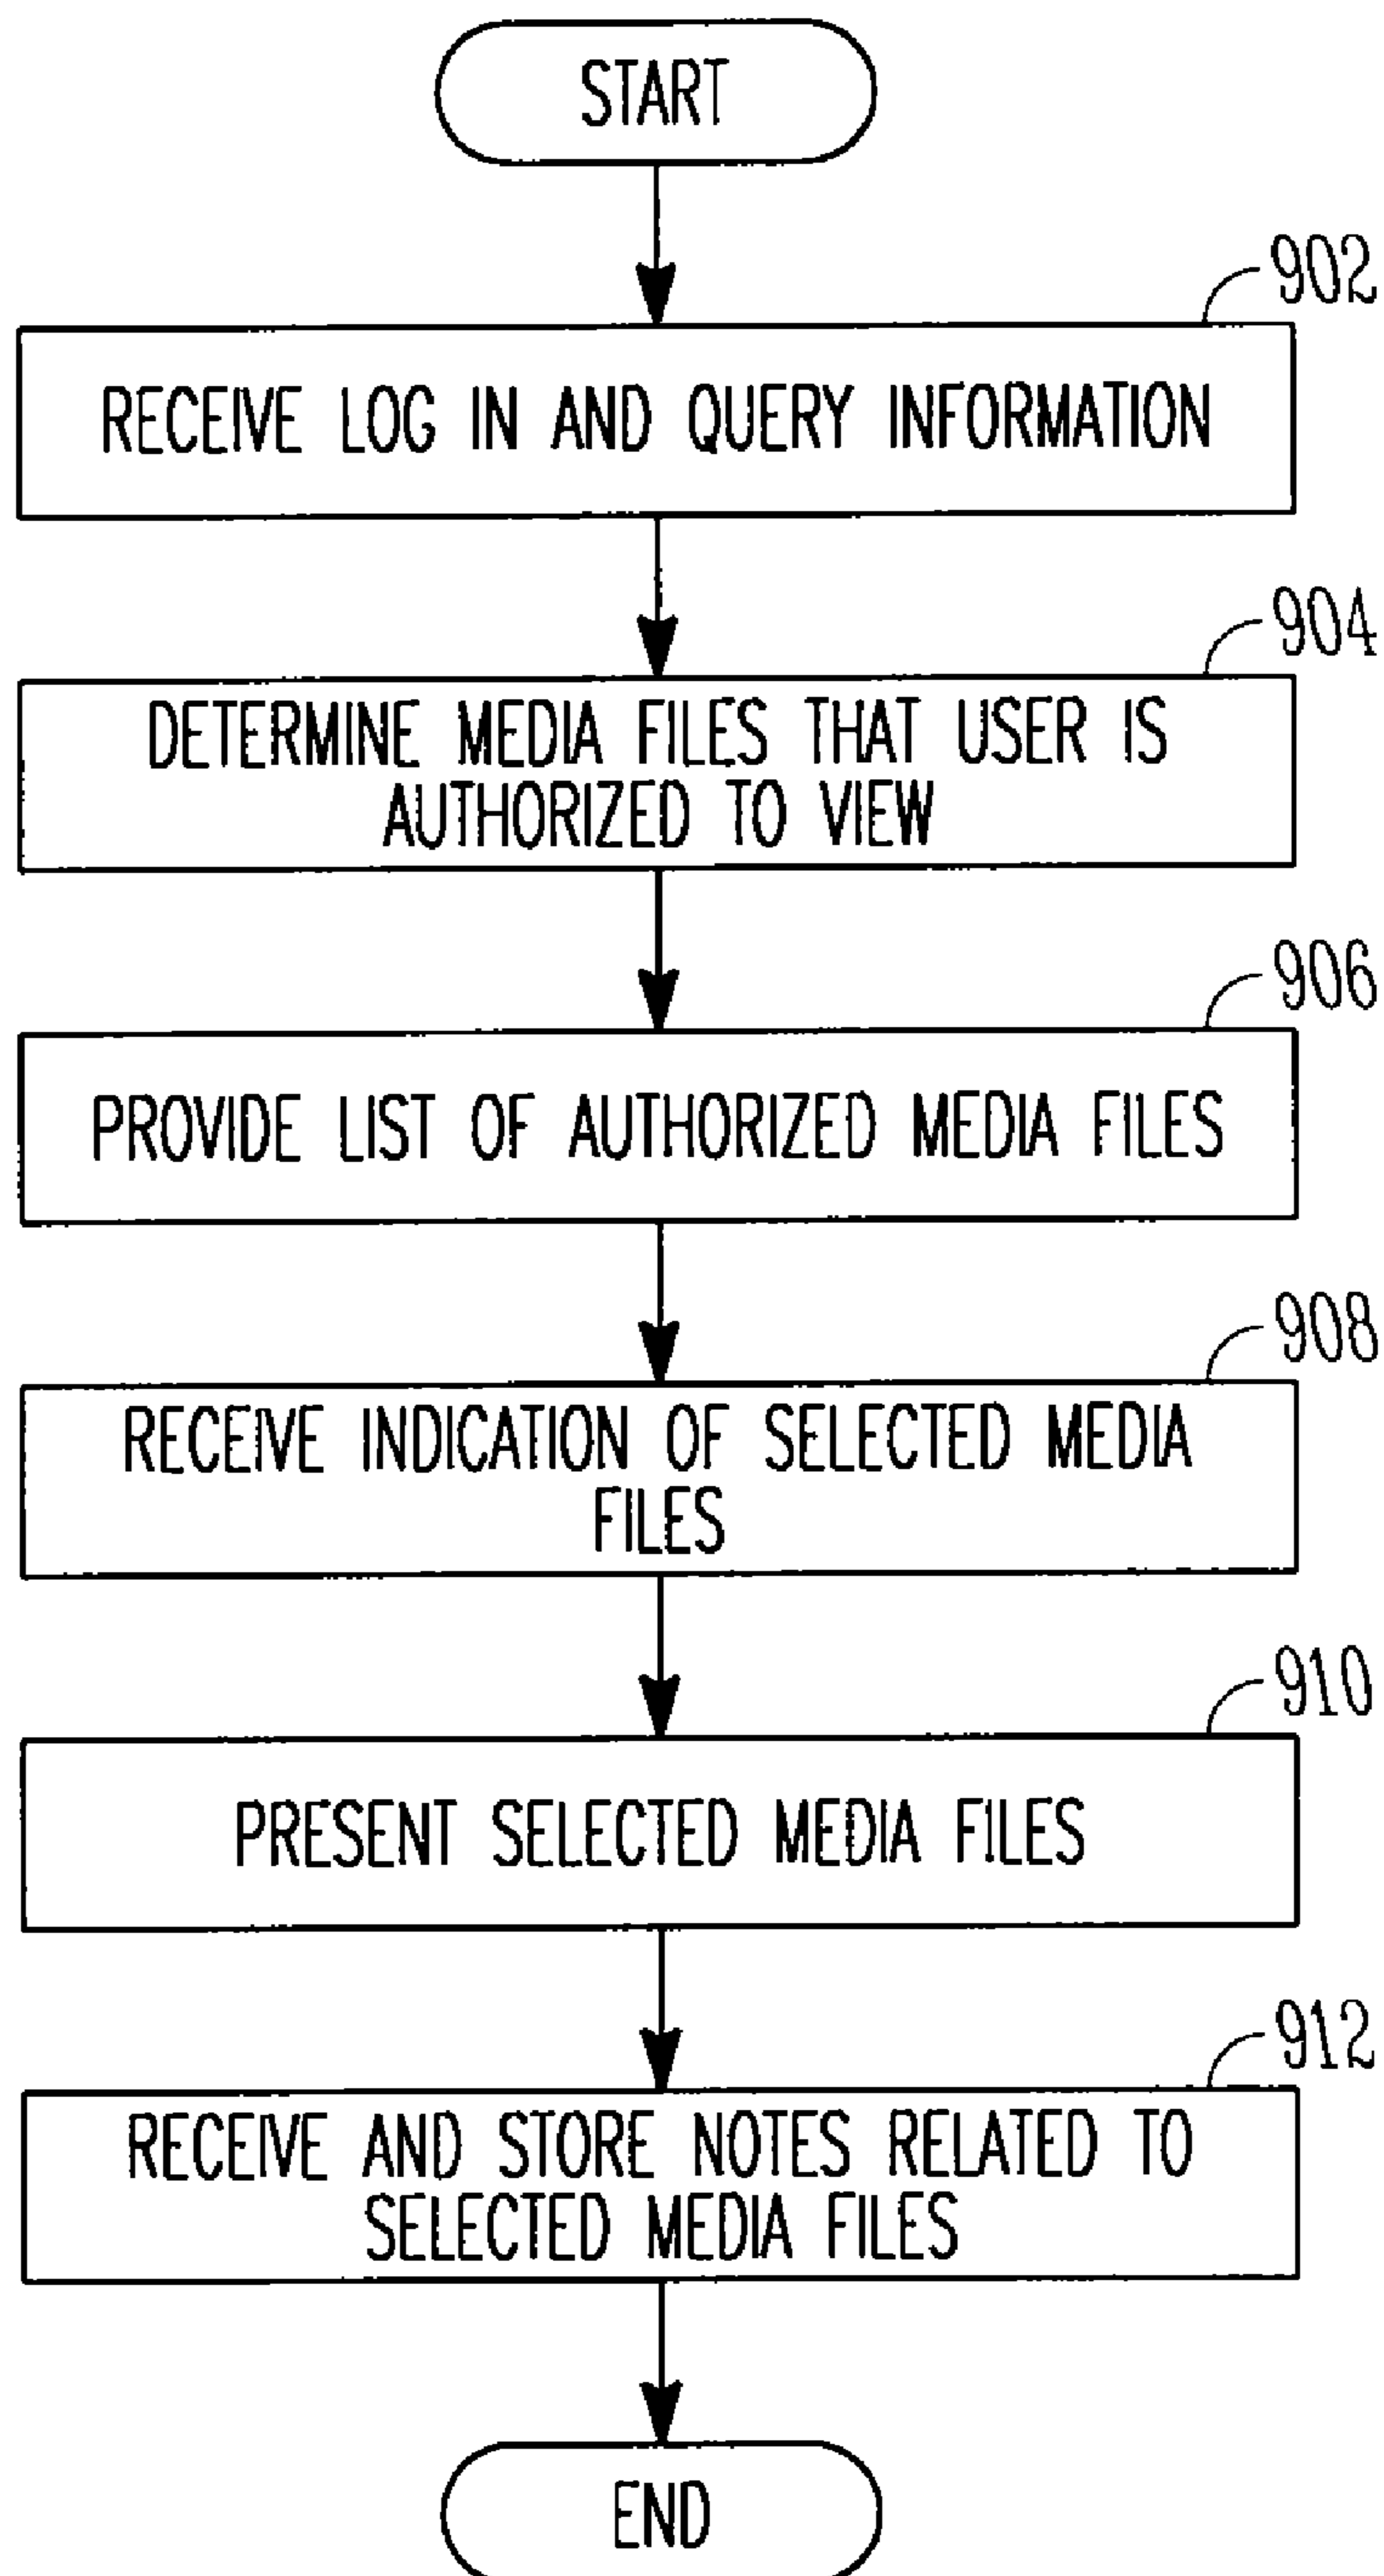 START
902
RECEIVE LOG IN AND QUERY INFORMATION
904
DETERMINE MEDIA FILES THAT USER IS
AUTHORIZED TO VIEW
906
PROVIDE LIST OF AUTHORIZED MEDIA FILES
908
RECEIVE INDICATION OF SELECTED MEDIA
FILES
910
PRESENT SELECTED MEDIA FILES
912
RECEIVE AND STORE NOTES RELATED TO
SELECTED MEDIA FILES
END